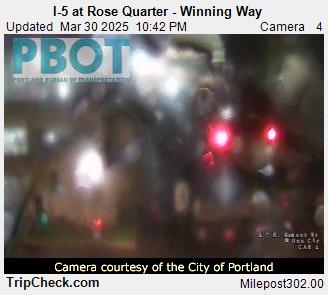 I-5 at Rose Quarter - Winning Way
Updated Mar 30 2025 10:42 PM Camera 4
PBOT
PORTLAND BUREAU OF TRANSPORTATION
Camera courtesy of the City of Portland
TripCheck.com Milepost302.00